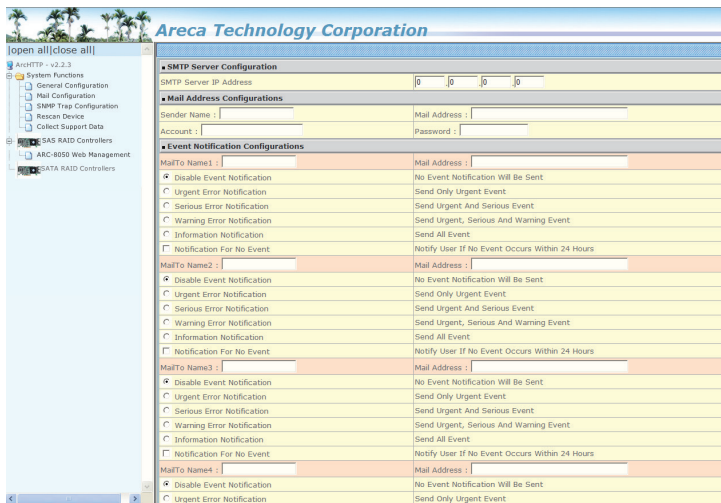 Areca Technology Corporation
|open all|close all|
ArcHTTP - v2.2.3
System Functions
General Configuration
Mail Configuration
SNMP Trap Configuration
Rescan Device
Collect Support Data
SAS RAID Controllers
ARC-8050 Web Management
SATA RAID Controllers
SMTP Server Configuration
SMTP Server IP Address 0 .0 .0 .0
Mail Address Configurations
Sender Name : Mail Address :
Account : Password :
Event Notification Configurations
MailTo Name1 : Mail Address :
Disable Event Notification No Event Notification Will Be Sent
Urgent Error Notification Send Only Urgent Event
Serious Error Notification Send Urgent And Serious Event
Warning Error Notification Send Urgent, Serious And Warning Event
Information Notification Send All Event
Notification For No Event Notify User If No Event Occurs Within 24 Hours
MailTo Name2 : Mail Address :
Disable Event Notification No Event Notification Will Be Sent
Urgent Error Notification Send Only Urgent Event
Serious Error Notification Send Urgent And Serious Event
Warning Error Notification Send Urgent, Serious And Warning Event
Information Notification Send All Event
Notification For No Event Notify User If No Event Occurs Within 24 Hours
MailTo Name3 : Mail Address :
Disable Event Notification No Event Notification Will Be Sent
Urgent Error Notification Send Only Urgent Event
Serious Error Notification Send Urgent And Serious Event
Warning Error Notification Send Urgent, Serious And Warning Event
Information Notification Send All Event
Notification For No Event Notify User If No Event Occurs Within 24 Hours
MailTo Name4 : Mail Address :
Disable Event Notification No Event Notification Will Be Sent
Urgent Error Notification Send Only Urgent Event